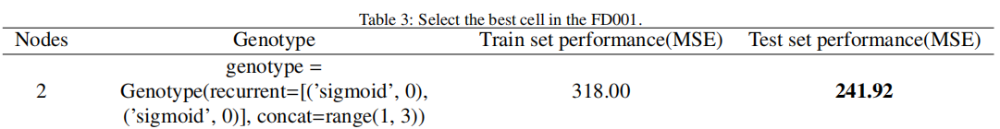 Table 3: Select the best cell in the FD001.
Nodes Genotype Train set performance(MSE) Test set performance(MSE)
genotype =
2 Genotype(recurrent=[(’sigmoid’, 0), 318.00 241.92
(’sigmoid’, 0)], concat=range(1, 3))